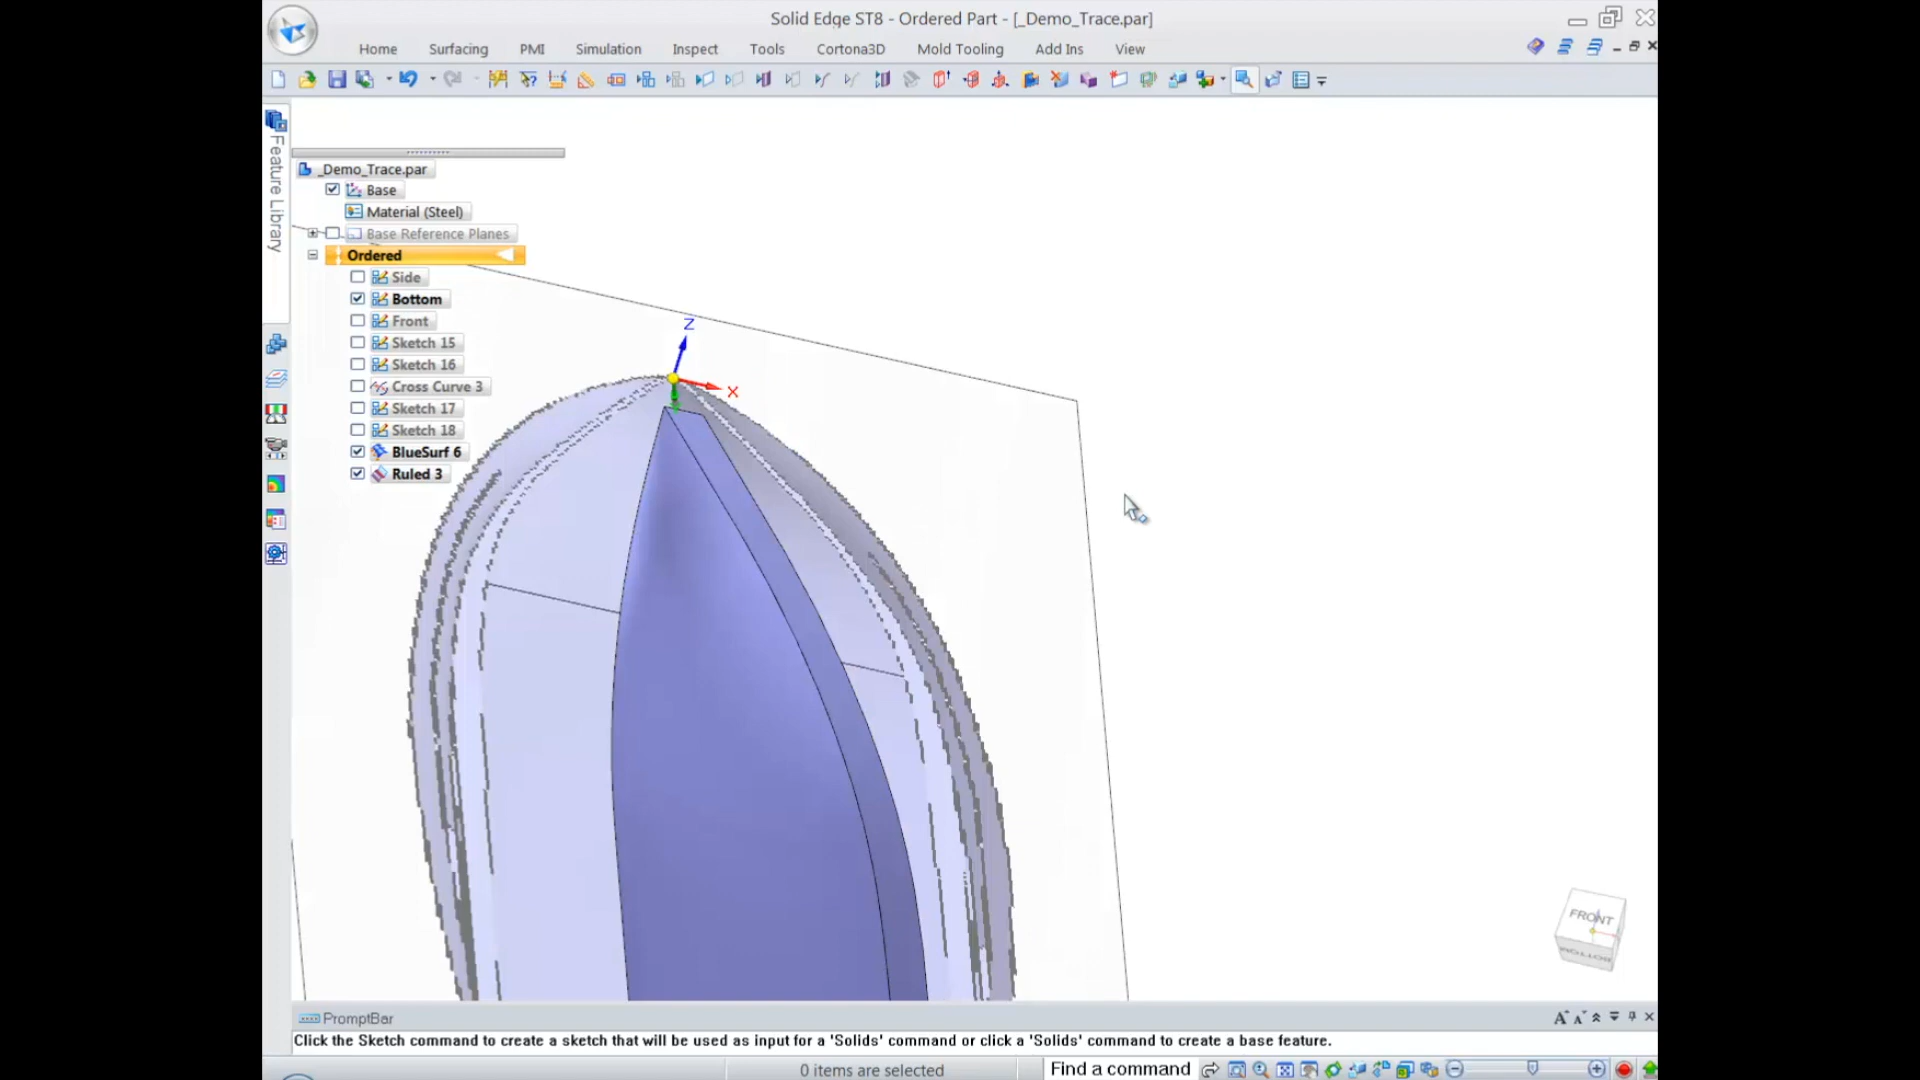 Solid Edge ST8 - Ordered Part - [_Demo_Trace.par]
Home Surfacing PMI Simulation Inspect Tools Cortona3D Mold Tooling Add Ins View
Feature Library
_Demo_Trace.par
Base
Material (Steel)
Base Reference Planes
Ordered
Side
Bottom
Front
Sketch 15
Sketch 16
Cross Curve 3
Sketch 17
Sketch 18
BlueSurf 6
Ruled 3
Z
X
FRONT
BOTTOM
PromptBar
Click the Sketch command to create a sketch that will be used as input for a 'Solids' command or click a 'Solids' command to create a base feature.
0 items are selected
Find a command